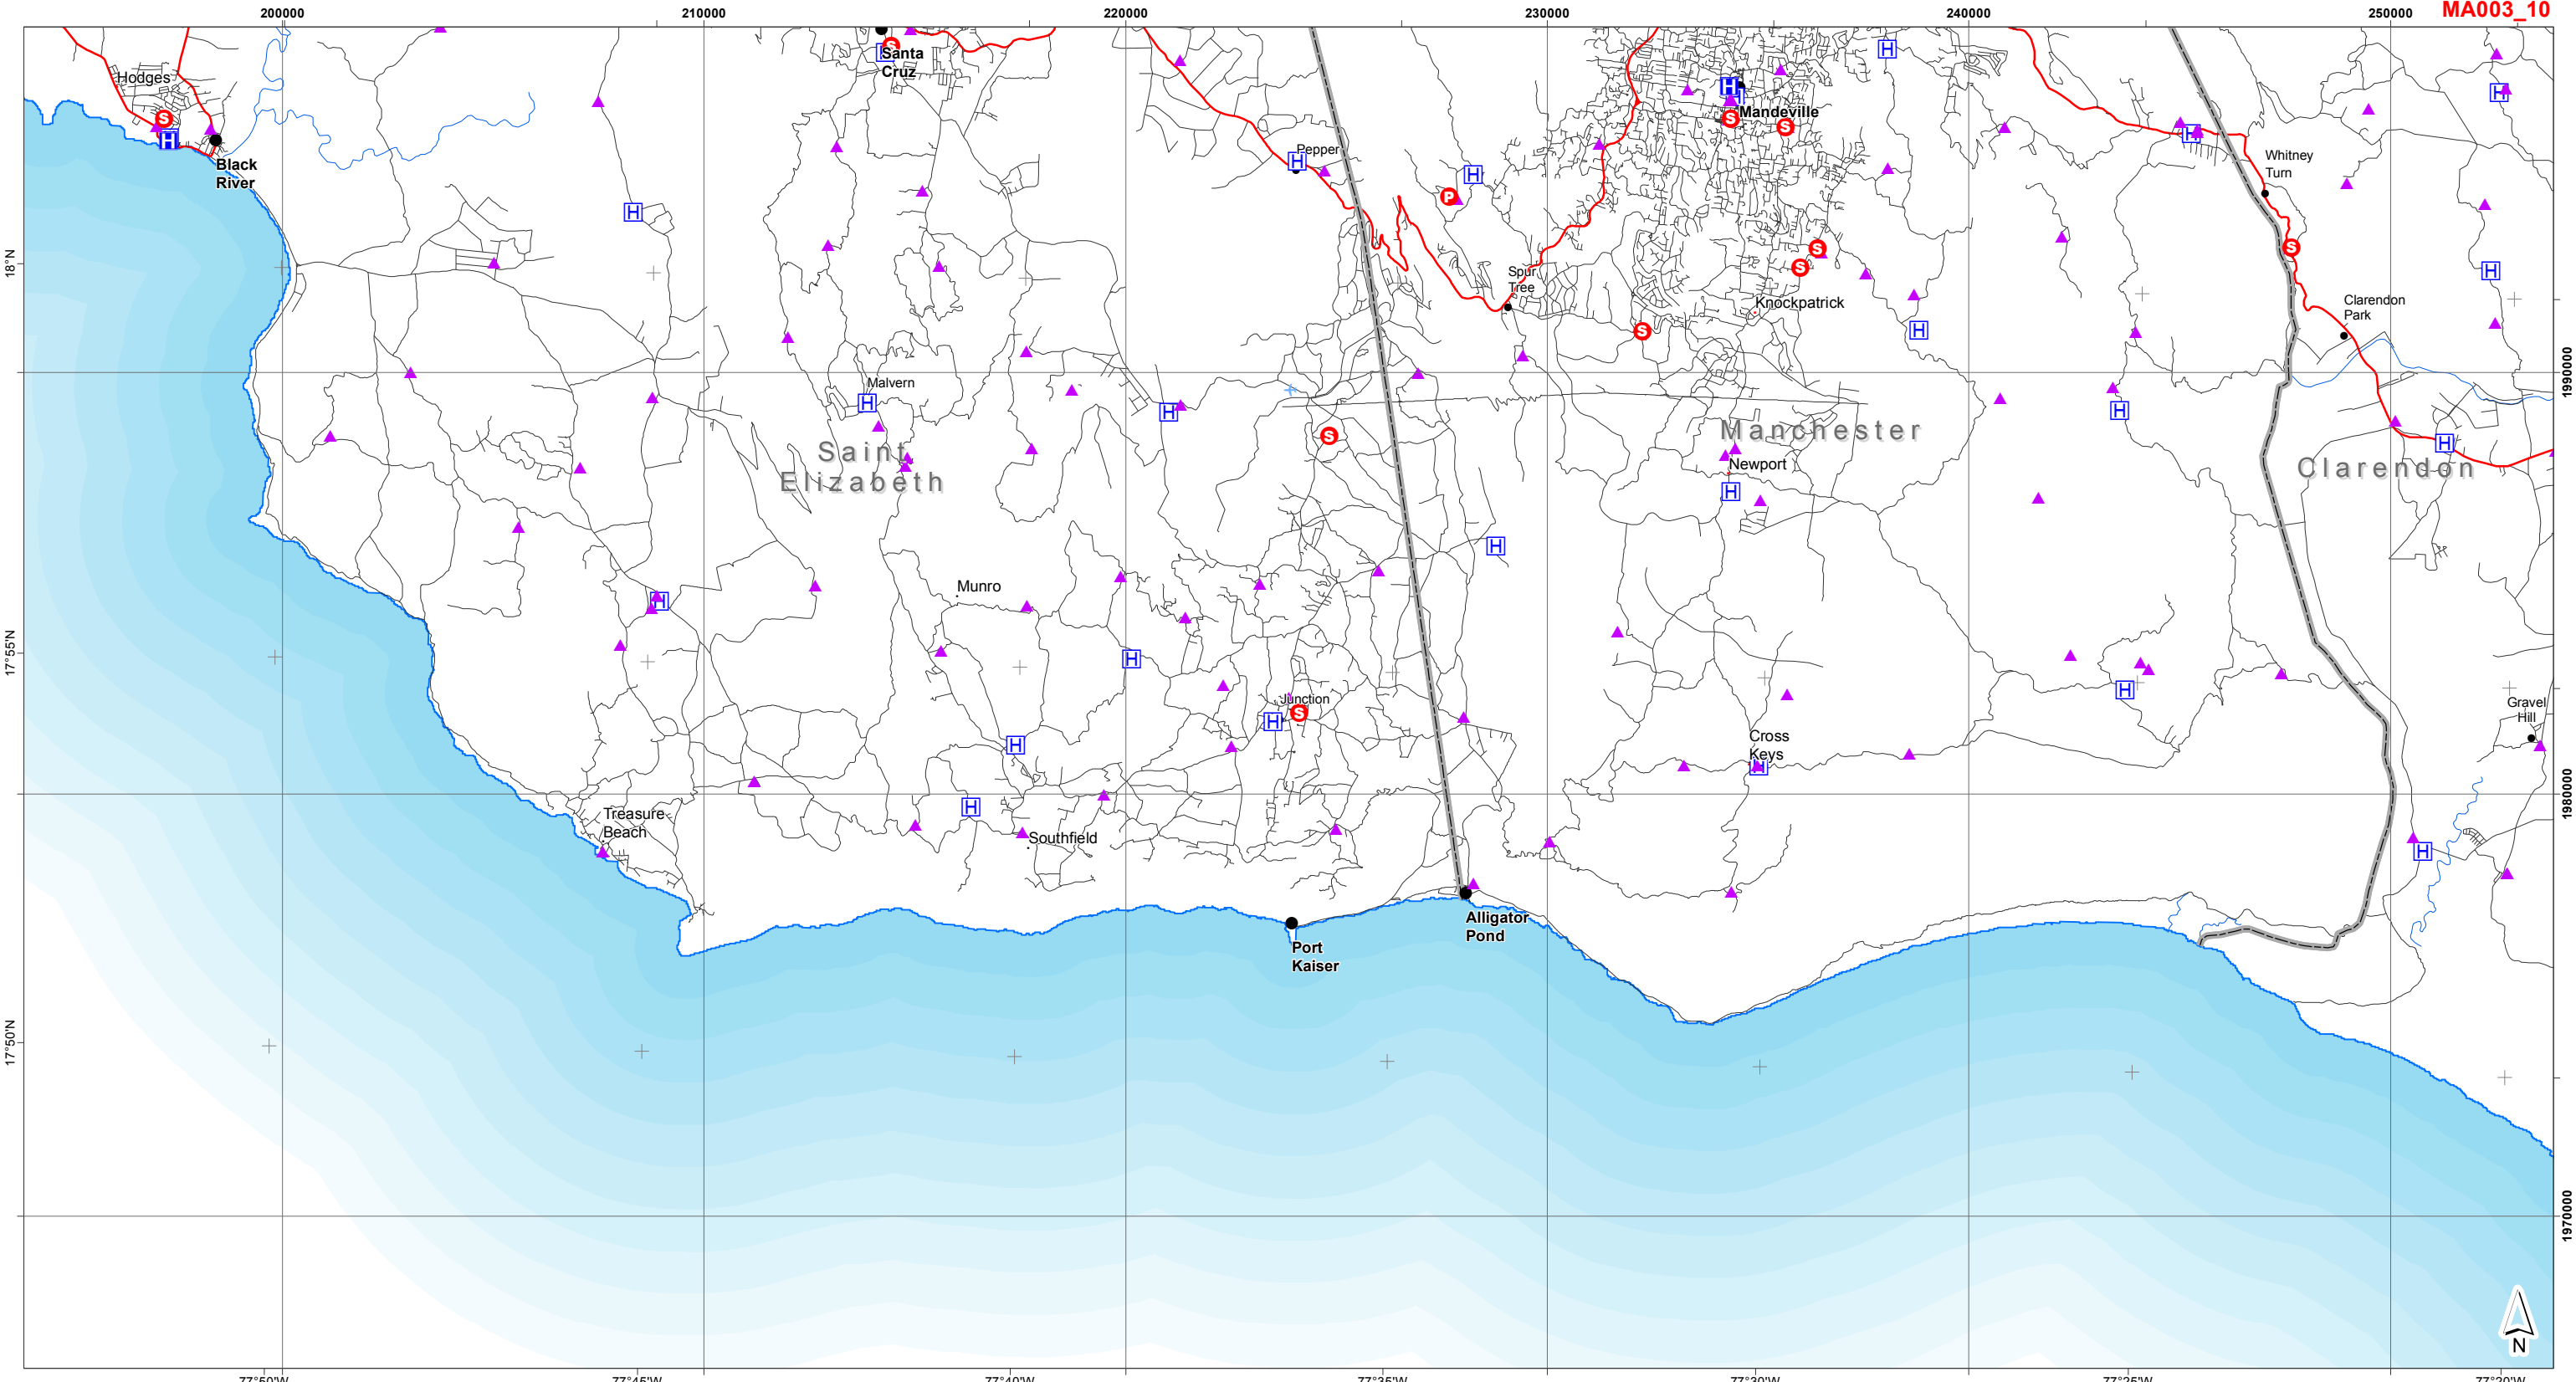 200000
210000
220000
230000
240000
250000
MA003_10
Hodges
S
H
Black
River
S
H
Santa
Cruz
H
H
H
H
Mandeville
S
S
Pepper
H
H
P
H
H
Whitney
Turn
18°N
S
S
S
H
Spur
Tree
Knockpatrick
S
H
Clarendon
Park
1990000
Malvern
H
H
S
H
H
Manchester
Saint
Elizabeth
Newport
H
Clarendon
H
Munro
H
17°55'N
H
H
Junction
S
H
H
Gravel
Hill
Cross
Keys
H
1980000
Treasure
Beach
H
Southfield
H
Alligator
Pond
Port
Kaiser
17°50'N
1970000
N
77°50'W
77°45'W
77°40'W
77°35'W
77°30'W
77°25'W
77°20'W